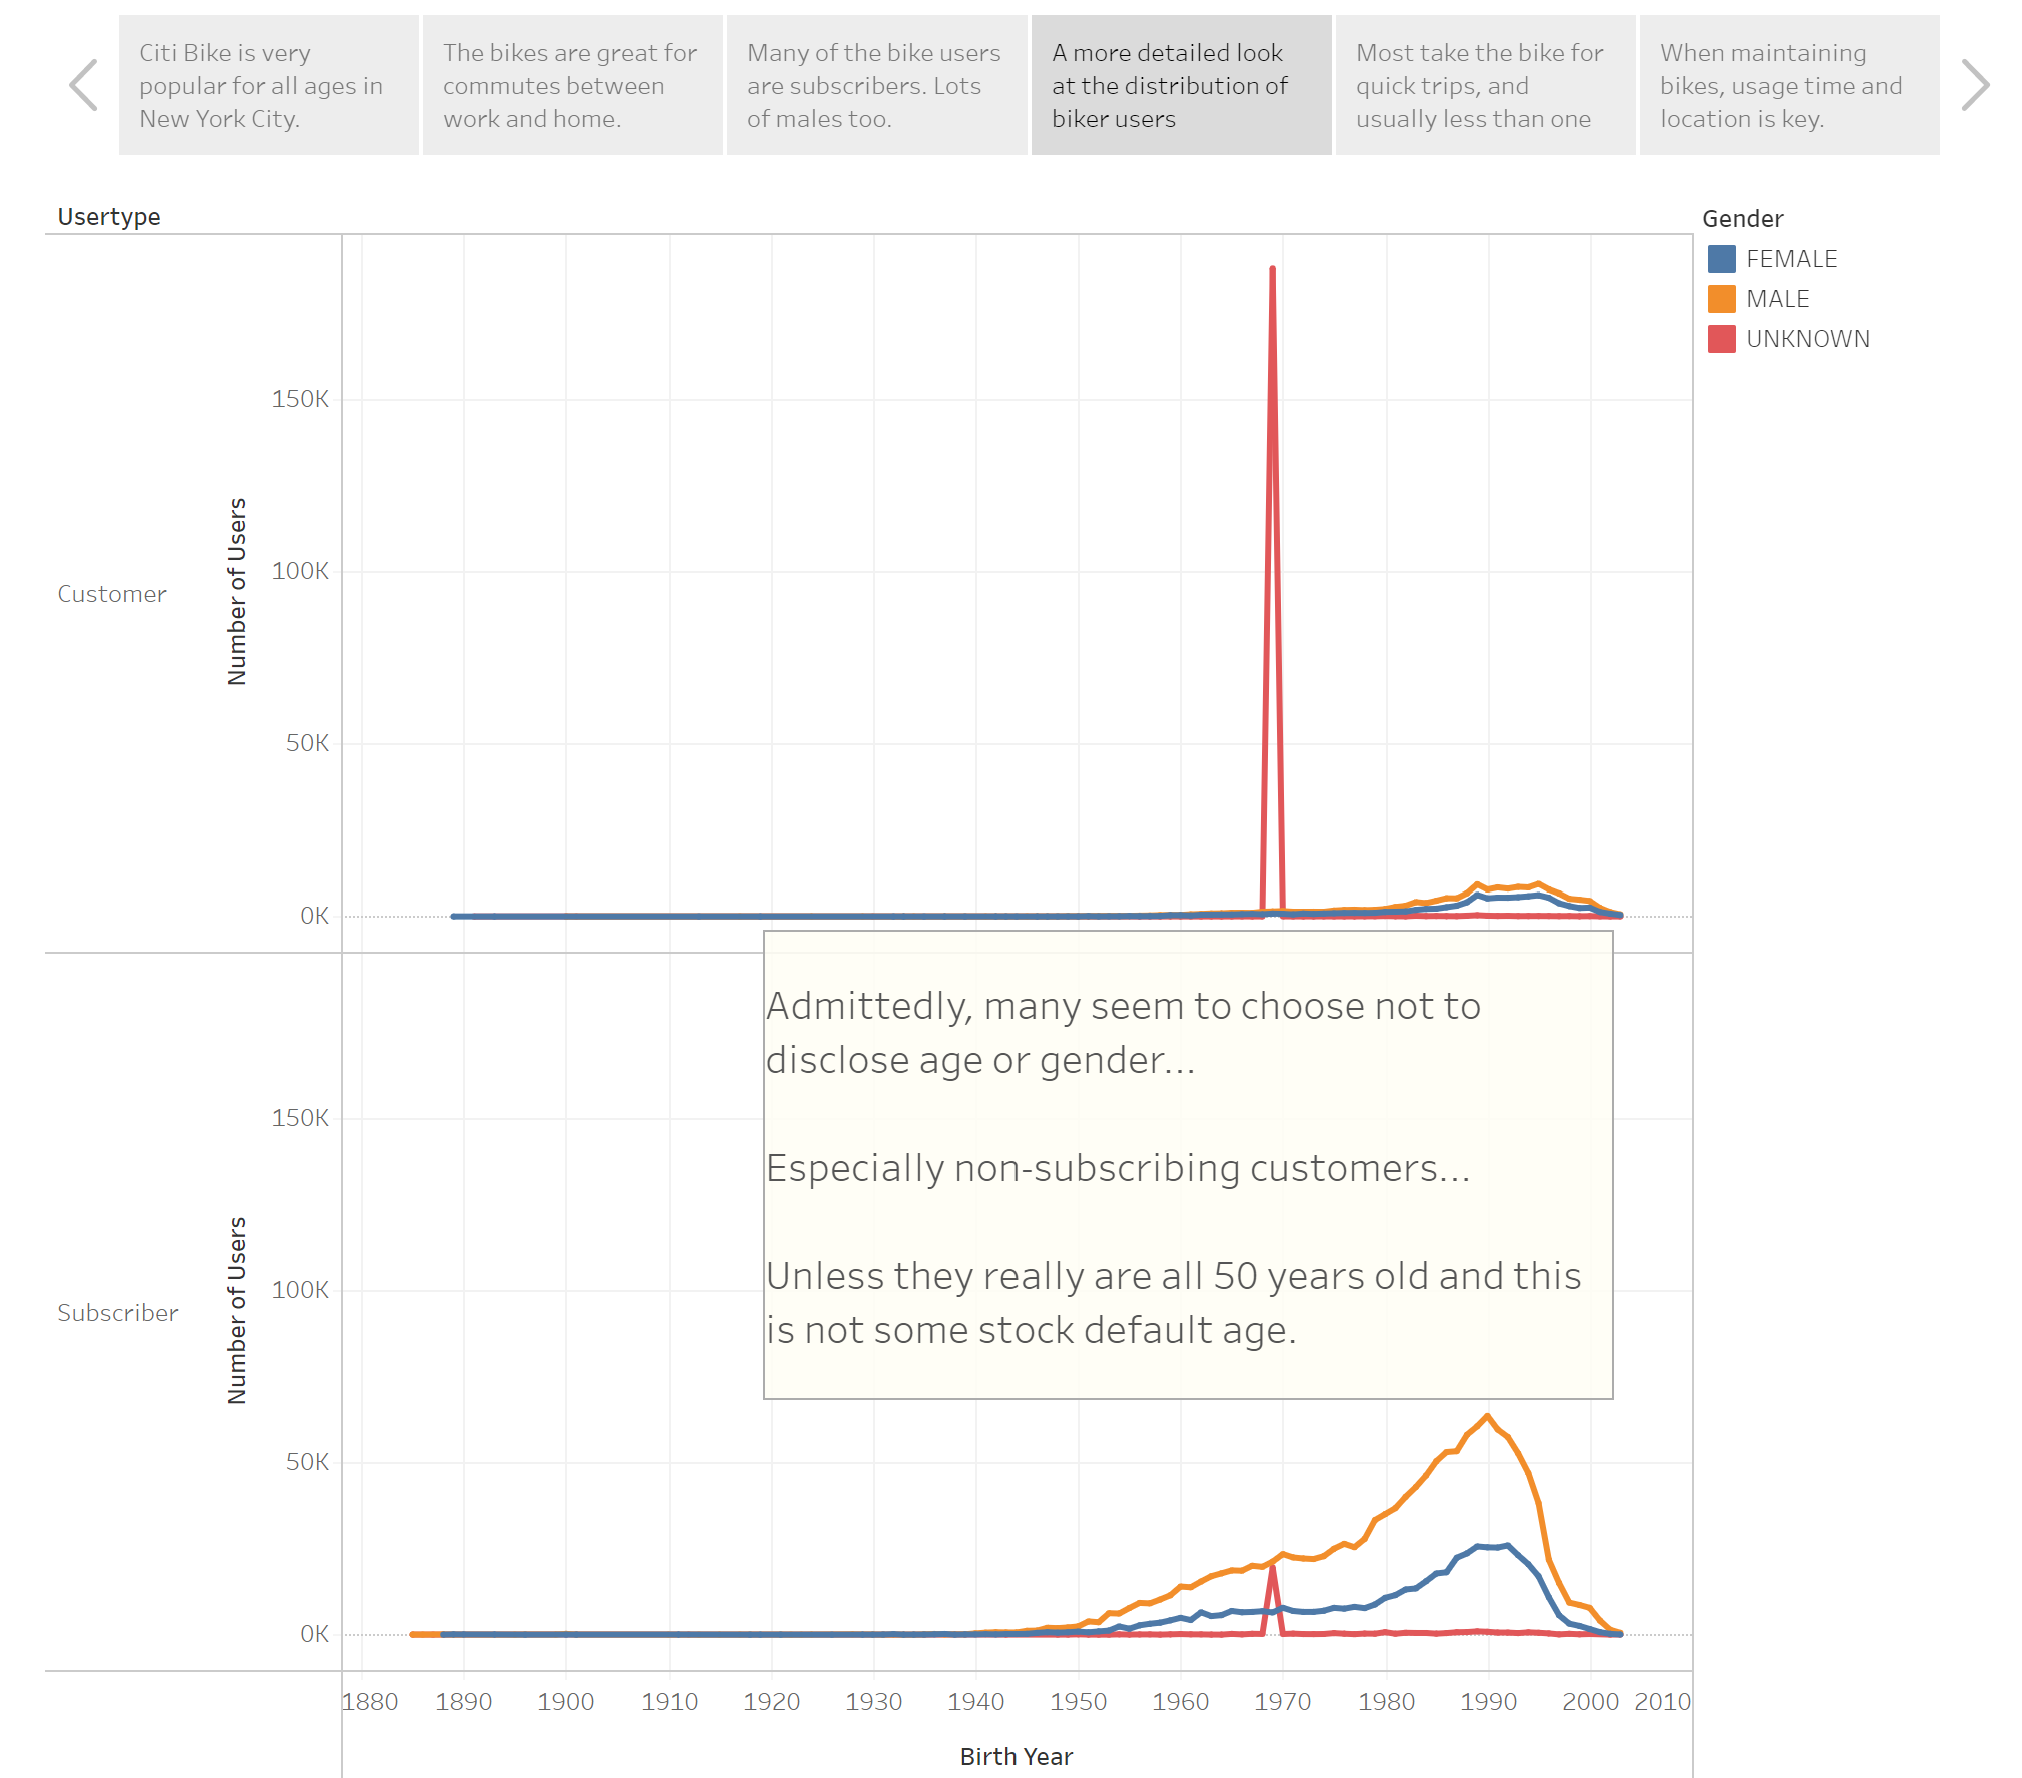 Citi Bike is very
popular for all ages in
New York City.
The bikes are great for
commutes between
work and home.
Many of the bike users
are subscribers. Lots
of males too.
A more detailed look
at the distribution of
biker users
Most take the bike for
quick trips, and
usually less than one
When maintaining
bikes, usage time and
location is key.
Usertype
Gender
FEMALE
MALE
UNKNOWN
Customer
Number of Users
150K
100K
50K
0K
Admittedly, many seem to choose not to
disclose age or gender...
Especially non-subscribing customers...
Unless they really are all 50 years old and this
is not some stock default age.
Subscriber
Number of Users
150K
100K
50K
0K
1880 1890 1900 1910 1920 1930 1940 1950 1960 1970 1980 1990 2000 2010
Birth Year